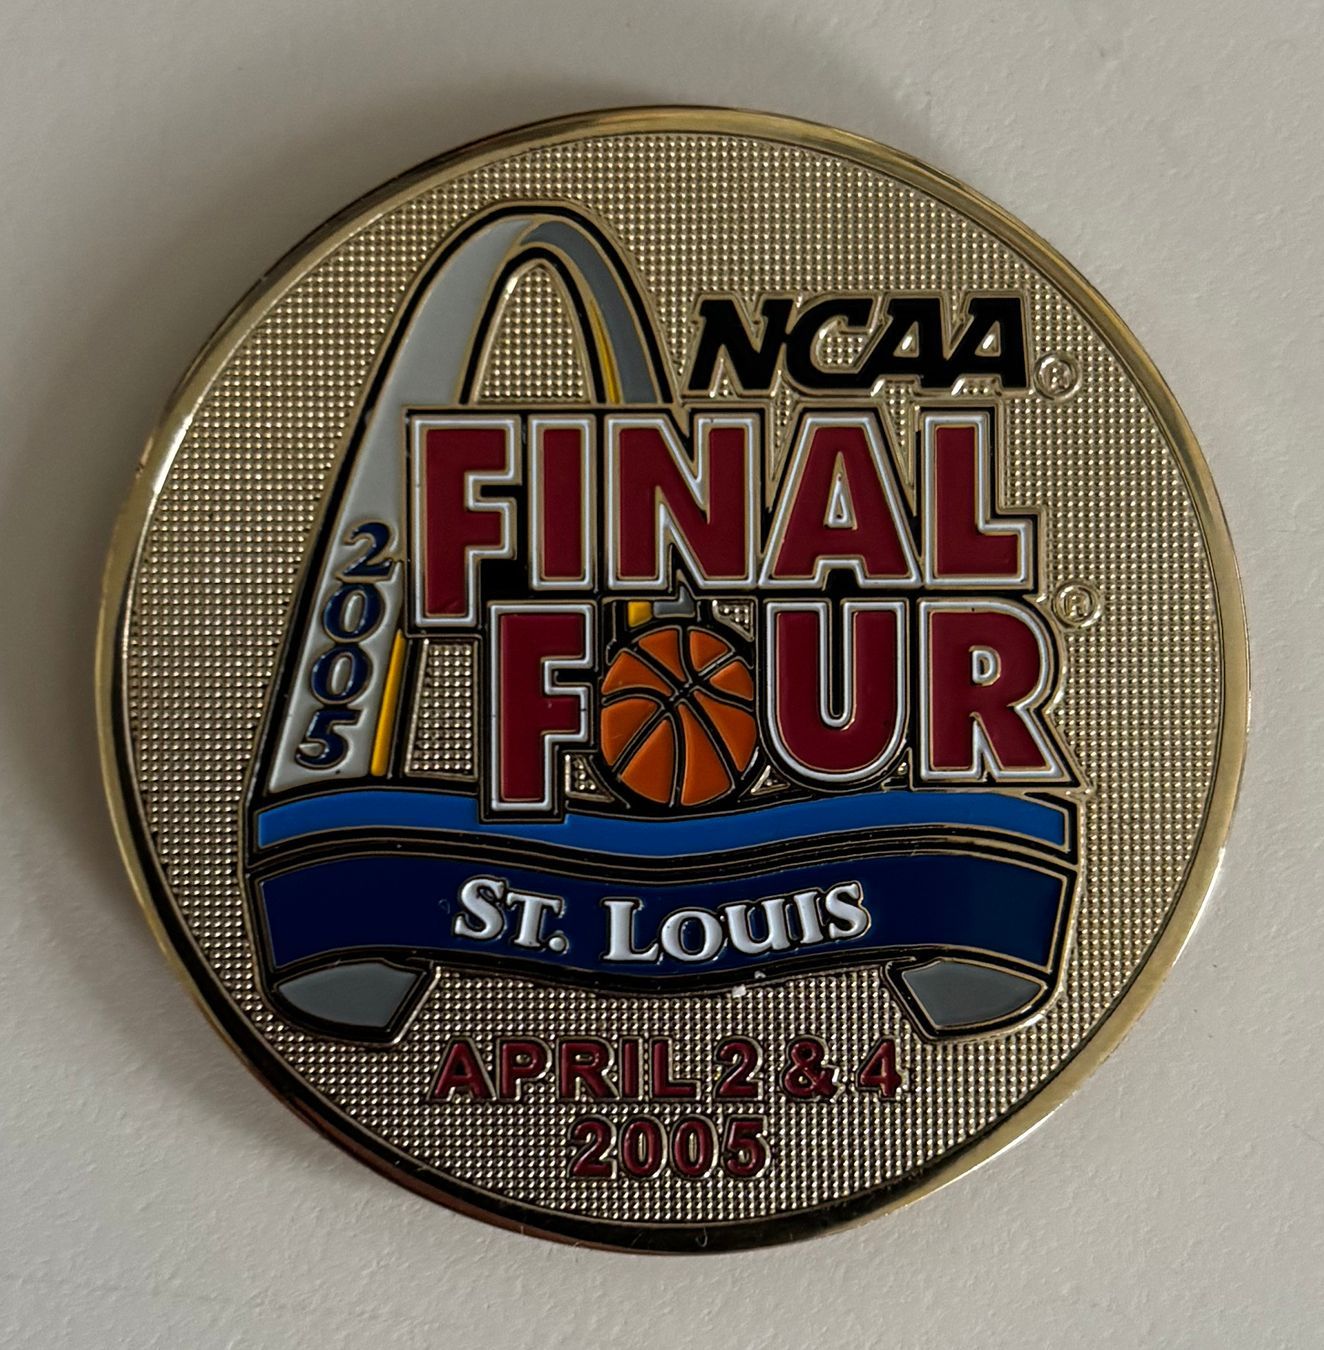 NCAA®
FINAL
FOUR®
2005
ST. LOUIS
APRIL 2 & 4
2005